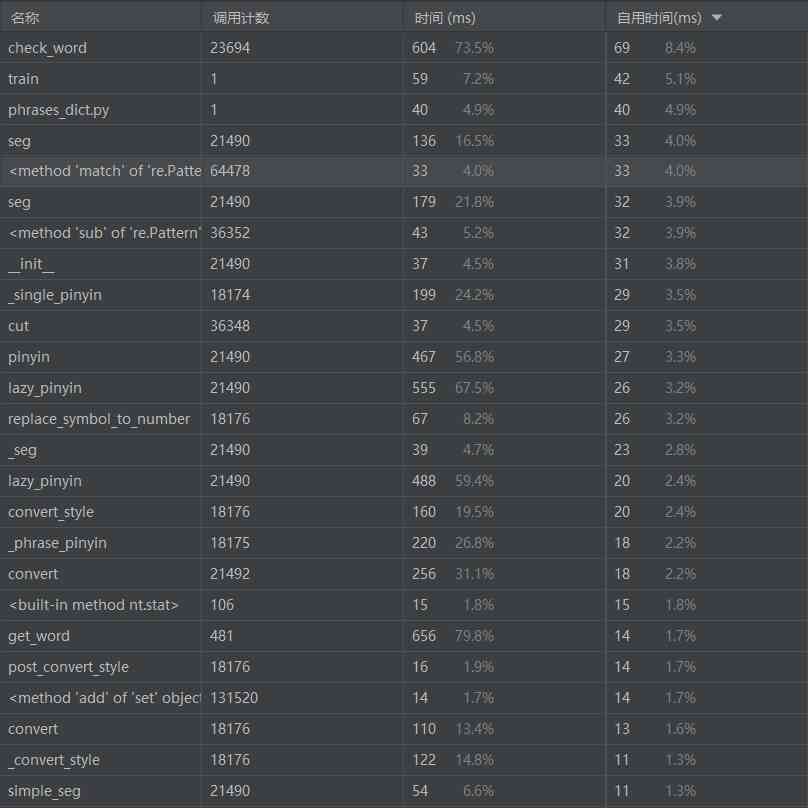 名称 调用计数 时间 (ms) 自用时间(ms)
check_word 23694 604 73.5% 69 8.4%
train 1 59 7.2% 42 5.1%
phrases_dict.py 1 40 4.9% 40 4.9%
seg 21490 136 16.5% 33 4.0%
<method 'match' of 're.Patte 64478 33 4.0% 33 4.0%
seg 21490 179 21.8% 32 3.9%
<method 'sub' of 're.Pattern' 36352 43 5.2% 32 3.9%
__init__ 21490 37 4.5% 31 3.8%
_single_pinyin 18174 199 24.2% 29 3.5%
cut 36348 37 4.5% 29 3.5%
pinyin 21490 467 56.8% 27 3.3%
lazy_pinyin 21490 555 67.5% 26 3.2%
replace_symbol_to_number 18176 67 8.2% 26 3.2%
_seg 21490 39 4.7% 23 2.8%
lazy_pinyin 21490 488 59.4% 20 2.4%
convert_style 18176 160 19.5% 20 2.4%
_phrase_pinyin 18175 220 26.8% 18 2.2%
convert 21492 256 31.1% 18 2.2%
<built-in method nt.stat> 106 15 1.8% 15 1.8%
get_word 481 656 79.8% 14 1.7%
post_convert_style 18176 16 1.9% 14 1.7%
<method 'add' of 'set' object 131520 14 1.7% 14 1.7%
convert 18176 110 13.4% 13 1.6%
_convert_style 18176 122 14.8% 11 1.3%
simple_seg 21490 54 6.6% 11 1.3%